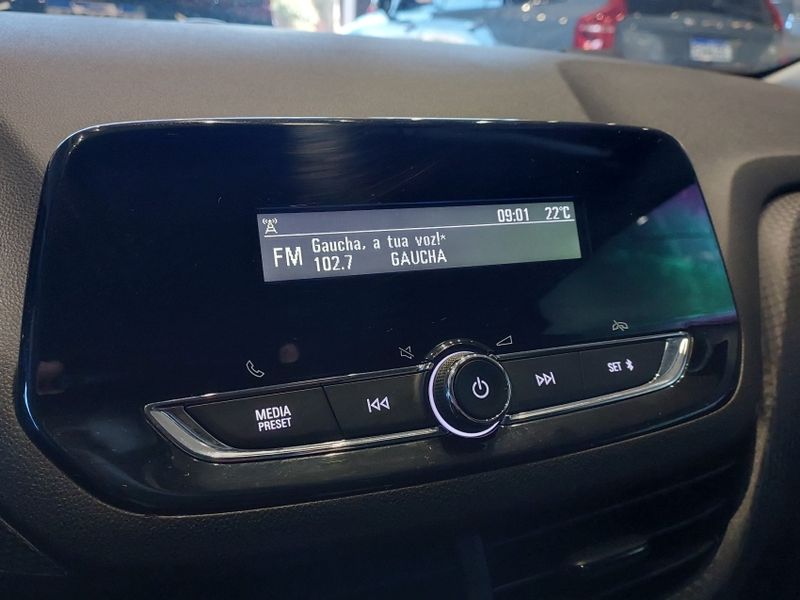 09:01 22°C
Gaucha, a tua voz!*
FM 102.7 GAUCHA
MEDIA
PRESET
SET